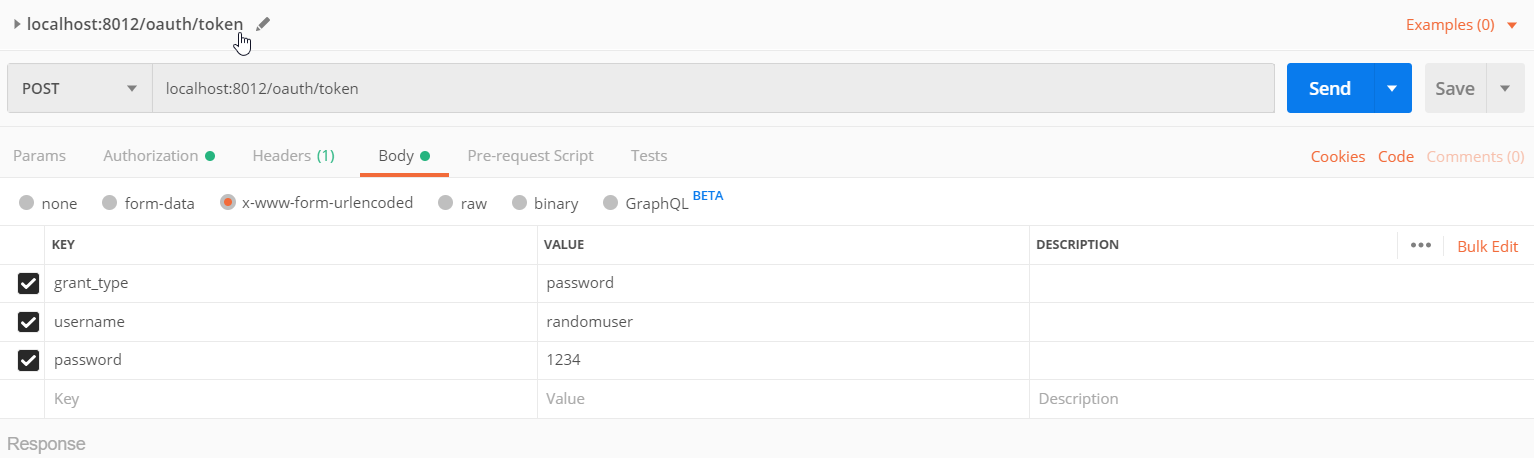 localhost:8012/oauth/token
Examples (0)
POST localhost:8012/oauth/token Send Save
Params Authorization Headers (1) Body Pre-request Script Tests Cookies Code Comments (0)
none form-data x-www-form-urlencoded raw binary GraphQL BETA
KEY VALUE DESCRIPTION ••• Bulk Edit
grant_type password
username randomuser
password 1234
Key Value Description
Response